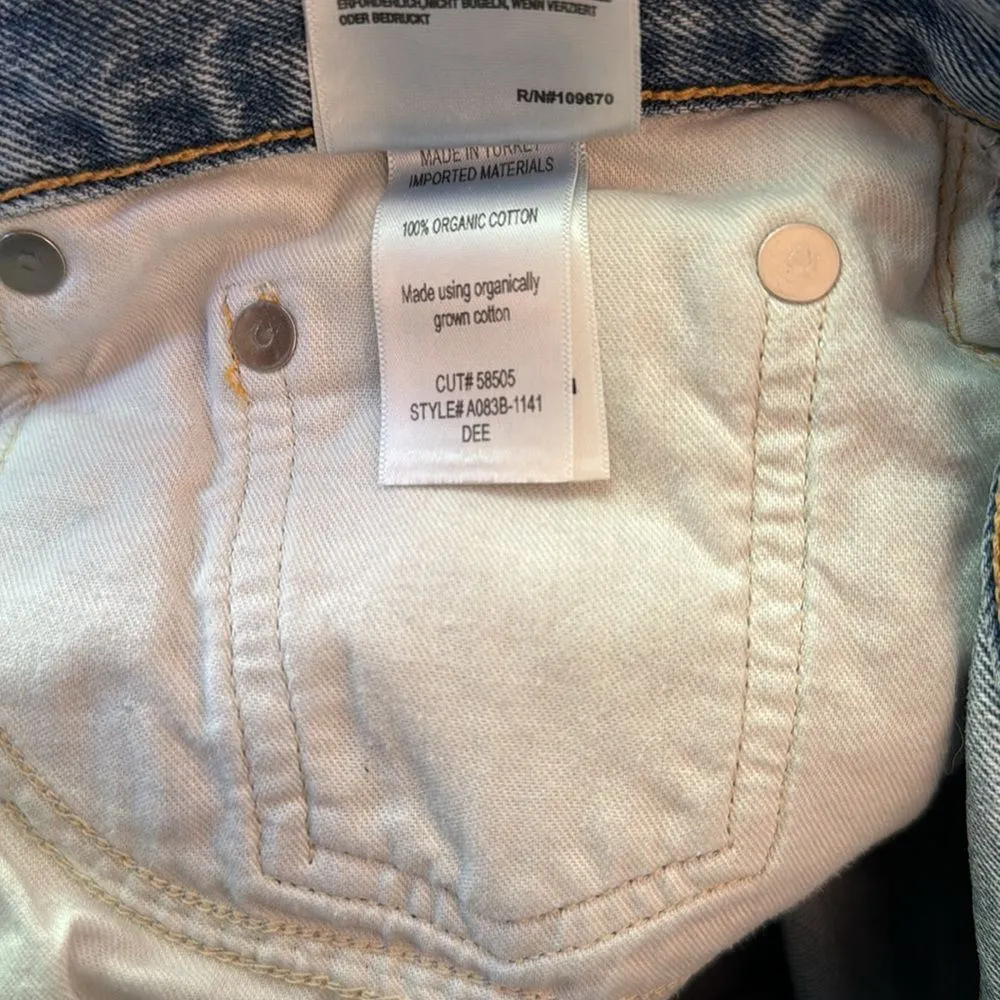 ERFORDERLICH,NICHT BÜGELN, WENN VERZIERT
ODER BEDRUCKT
R/N#109670
MADE IN TURKEY
IMPORTED MATERIALS
100% ORGANIC COTTON
Made using organically
grown cotton
CUT# 58505
STYLE# A083B-1141
DEE